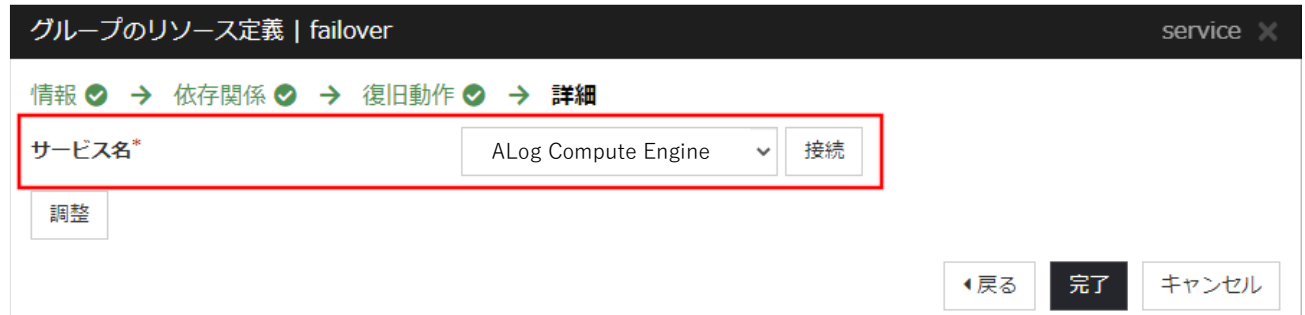 グループのリソース定義 | failover service
情報 → 依存関係 → 復旧動作 → 詳細
サービス名* ALog Compute Engine 接続
調整
戻る 完了 キャンセル